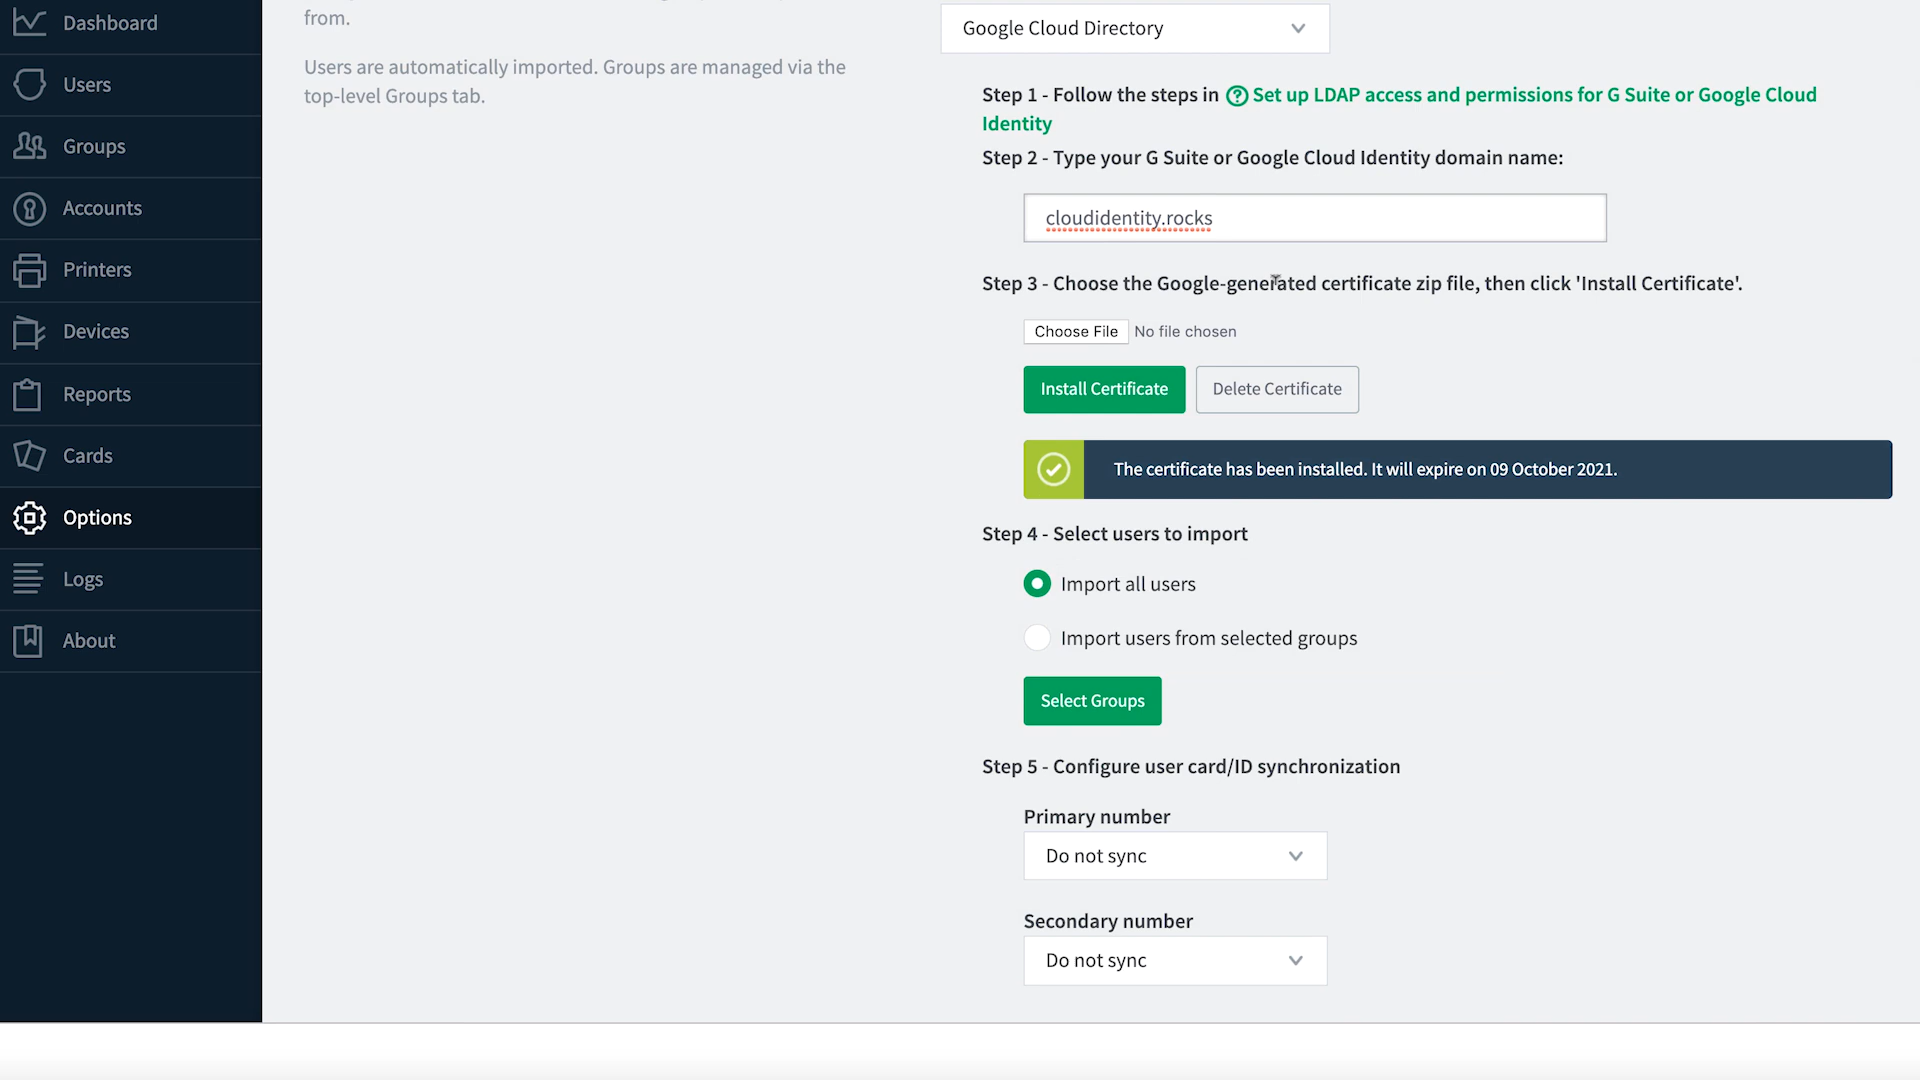 Dashboard
Users
Groups
Accounts
Printers
Devices
Reports
Cards
Options
Logs
About
from.
Users are automatically imported. Groups are managed via the
top-level Groups tab.
Google Cloud Directory
Step 1 - Follow the steps in Set up LDAP access and permissions for G Suite or Google Cloud
Identity
Step 2 - Type your G Suite or Google Cloud Identity domain name:
cloudidentity.rocks
Step 3 - Choose the Google-generated certificate zip file, then click 'Install Certificate'.
Choose File No file chosen
Install Certificate Delete Certificate
The certificate has been installed. It will expire on 09 October 2021.
Step 4 - Select users to import
Import all users
Import users from selected groups
Select Groups
Step 5 - Configure user card/ID synchronization
Primary number
Do not sync
Secondary number
Do not sync